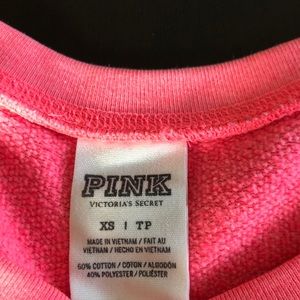 PINK
VICTORIA'S SECRET
XS | TP
MADE IN VIETNAM / FAIT AU
VIETNAM / HECHO EN VIETNAM
60% COTTON / COTON / ALGODÓN
40% POLYESTER / POLIÉSTER